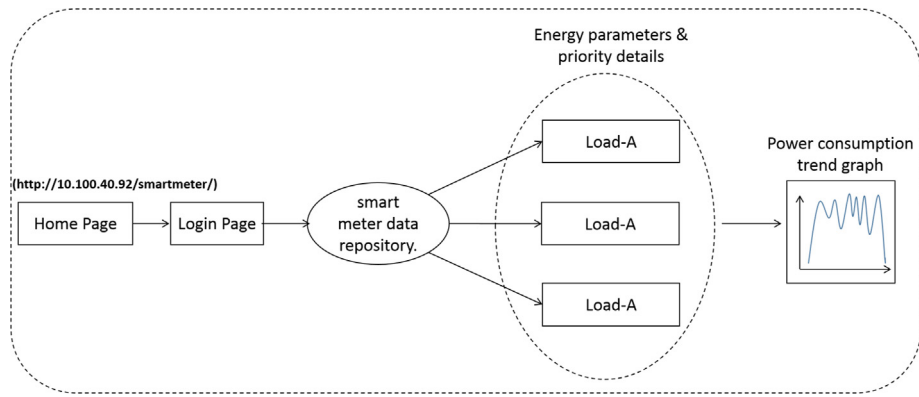 Energy parameters &
priority details
Load-A
Power consumption
trend graph
(http://10.100.40.92/smartmeter/)
Home Page
Login Page
smart
meter data
repository.
Load-A
Load-A